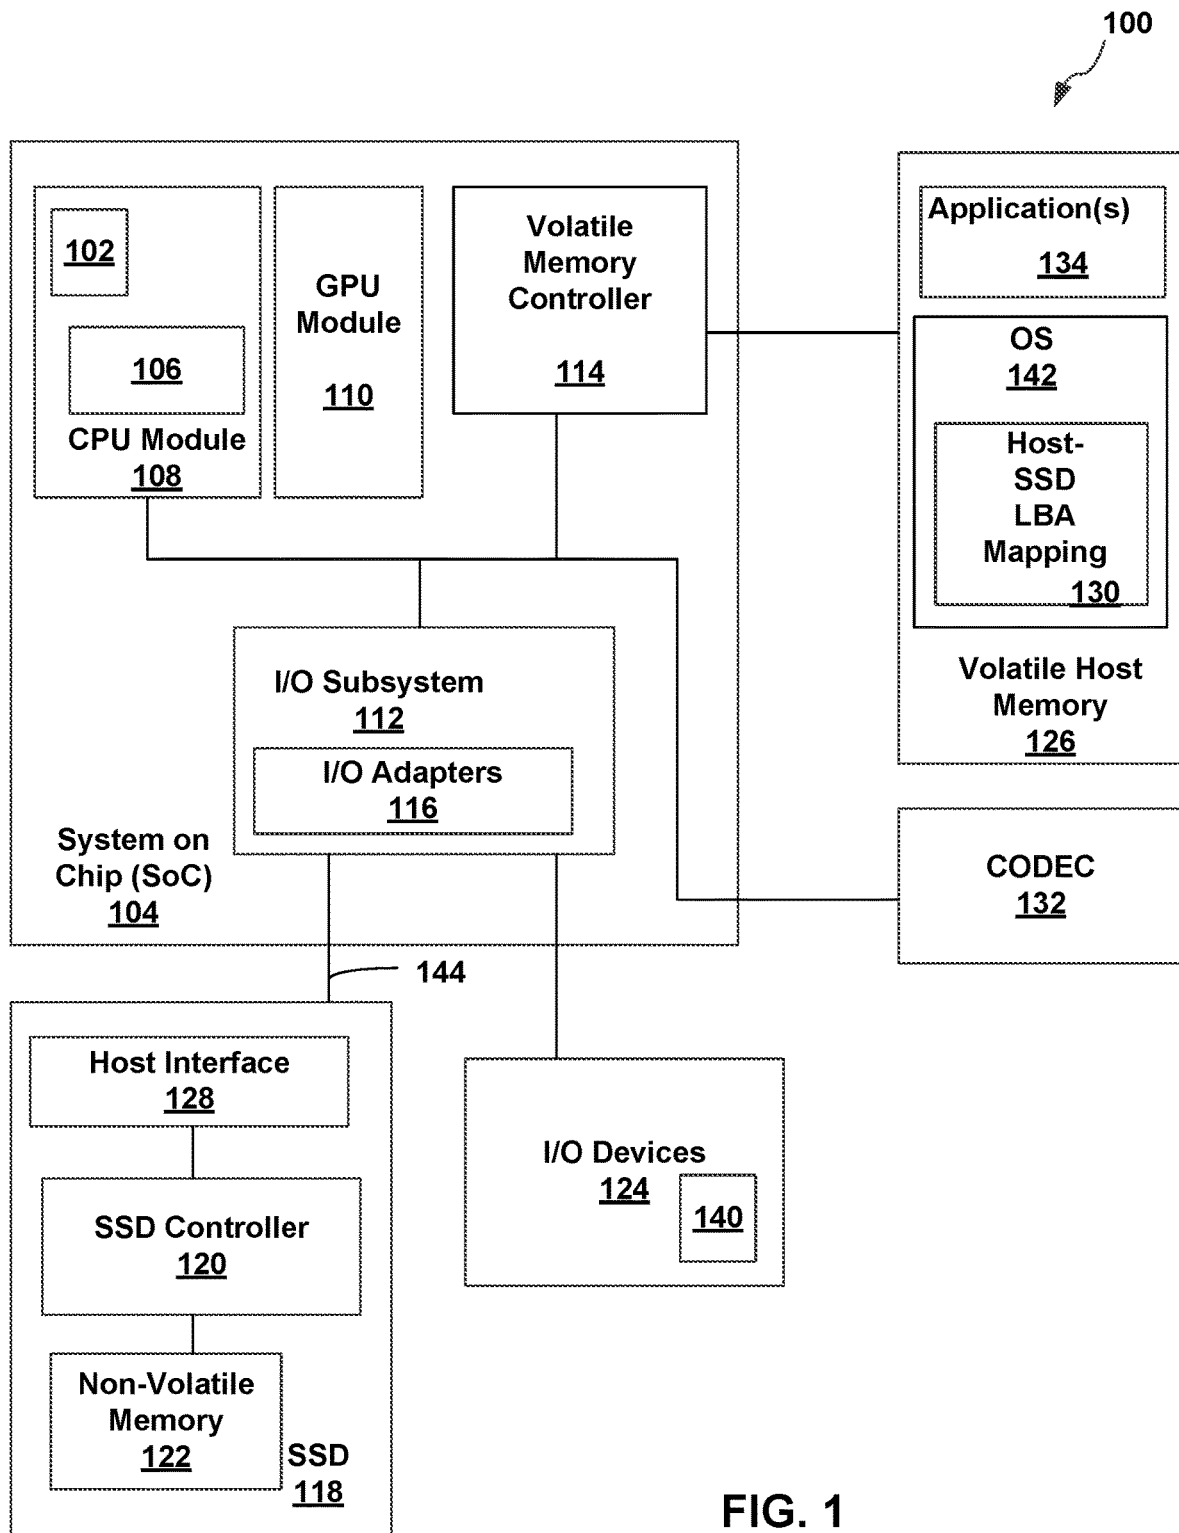 100
102
106
CPU Module
108
GPU
Module
110
Volatile
Memory
Controller
114
Application(s)
134
OS
142
Host-
SSD
LBA
Mapping
130
Volatile Host
Memory
126
I/O Subsystem
112
I/O Adapters
116
System on
Chip (SoC)
104
CODEC
132
144
Host Interface
128
SSD Controller
120
Non-Volatile
Memory
122
SSD
118
I/O Devices
124
140
FIG. 1